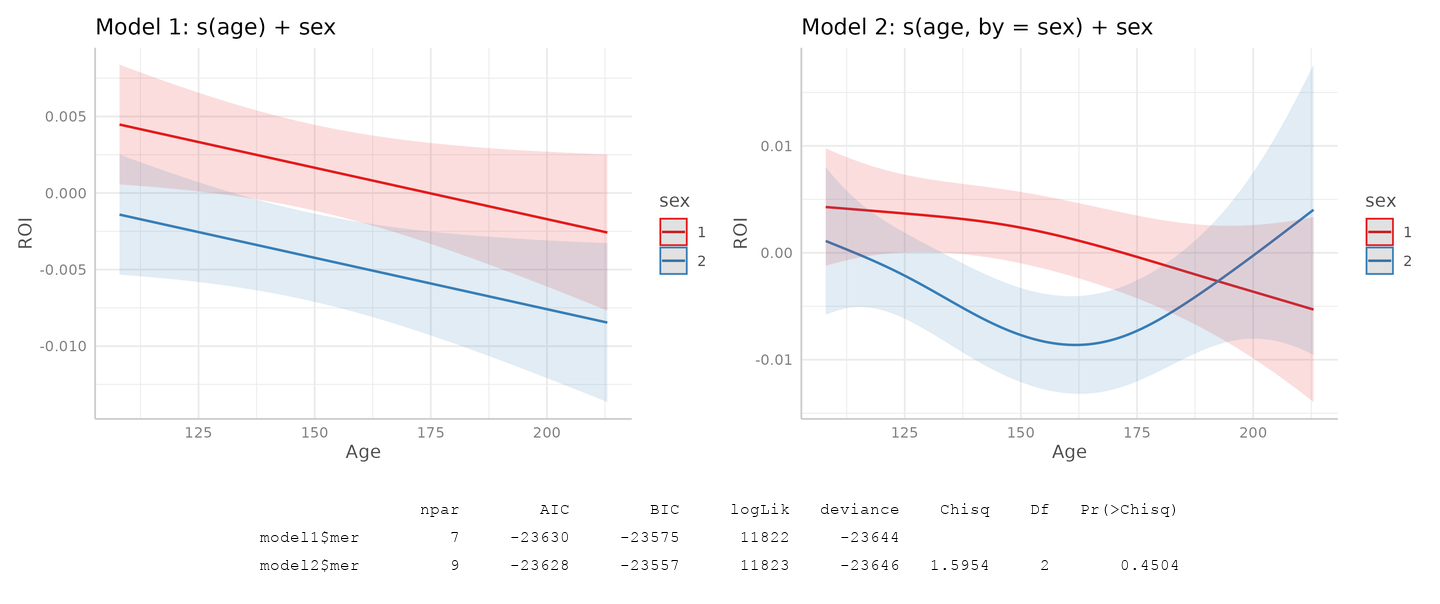 Model 1: s(age) + sex
0.005
0.000
-0.005
-0.010
ROI
125 150 175 200
Age
sex
1
2
Model 2: s(age, by = sex) + sex
0.01
0.00
-0.01
ROI
125 150 175 200
Age
sex
1
2
npar AIC BIC logLik deviance Chisq Df Pr(>Chisq)
model1$mer 7 -23630 -23575 11822 -23644
model2$mer 9 -23628 -23557 11823 -23646 1.5954 2 0.4504